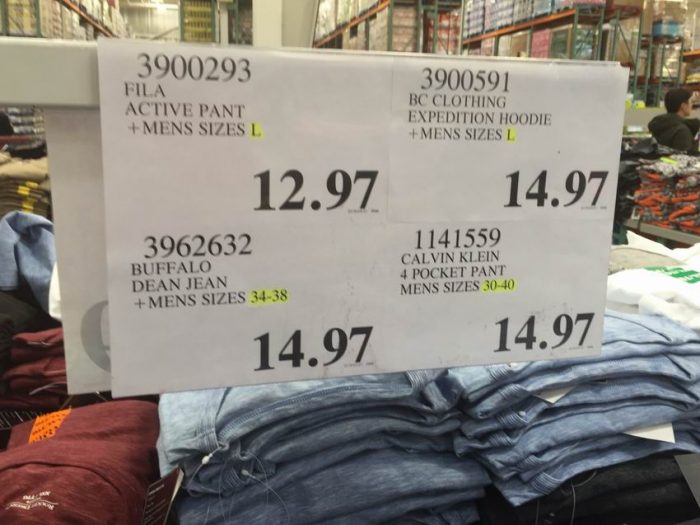 3900293
FILA
ACTIVE PANT
+MENS SIZES L
12.97
3900591
BC CLOTHING
EXPEDITION HOODIE
+MENS SIZES L
14.97
3962632
BUFFALO
DEAN JEAN
+MENS SIZES 34-38
14.97
1141559
CALVIN KLEIN
4 POCKET PANT
MENS SIZES 30-40
14.97